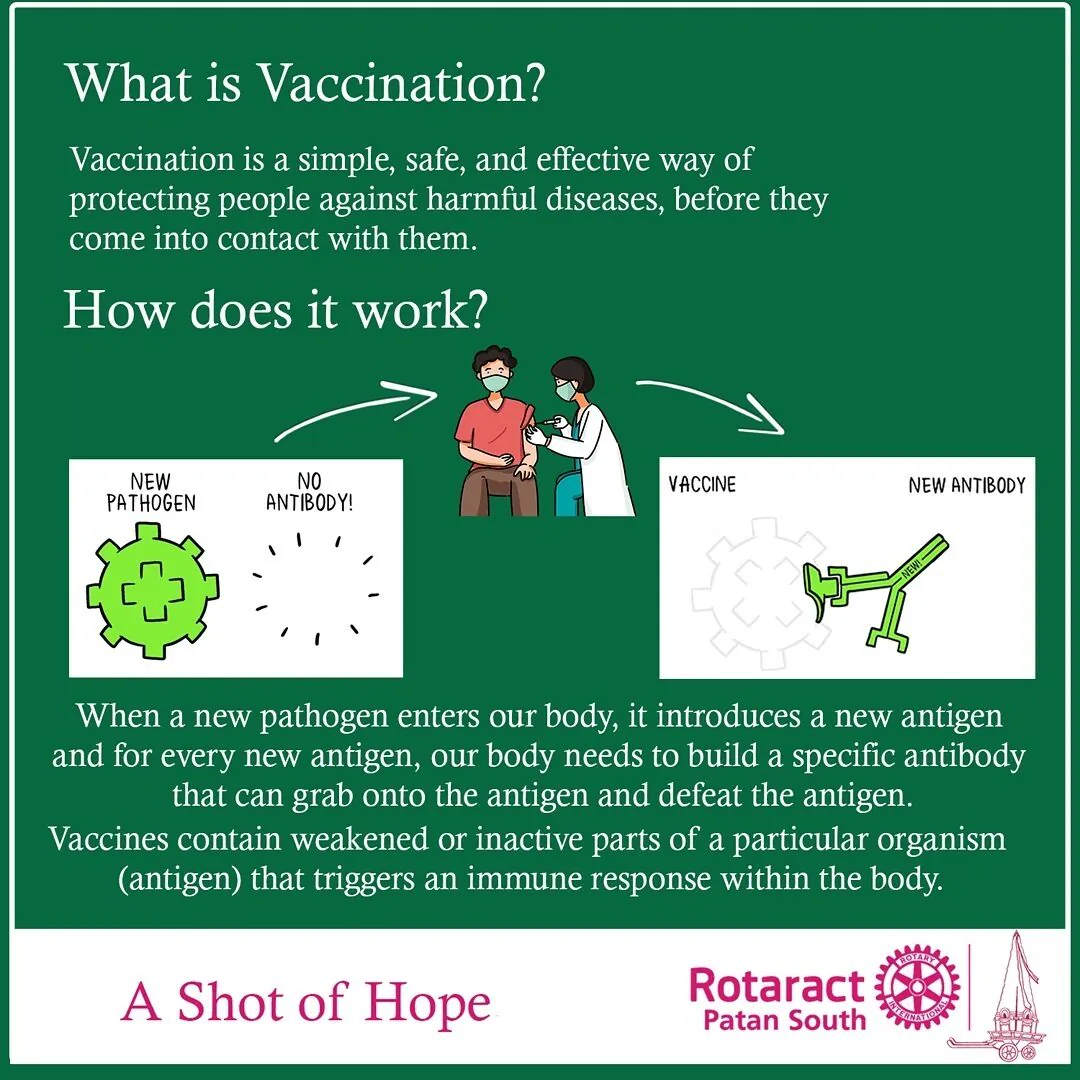 What is Vaccination?
Vaccination is a simple, safe, and effective way of
protecting people against harmful diseases, before they
come into contact with them.
How does it work?
NEW
PATHOGEN
NO
ANTIBODY!
VACCINE
NEW ANTIBODY
NEW!
When a new pathogen enters our body, it introduces a new antigen
and for every new antigen, our body needs to build a specific antibody
that can grab onto the antigen and defeat the antigen.
Vaccines contain weakened or inactive parts of a particular organism
(antigen) that triggers an immune response within the body.
A Shot of Hope
Rotaract
Patan South
ROTARY
INTERNATIONAL